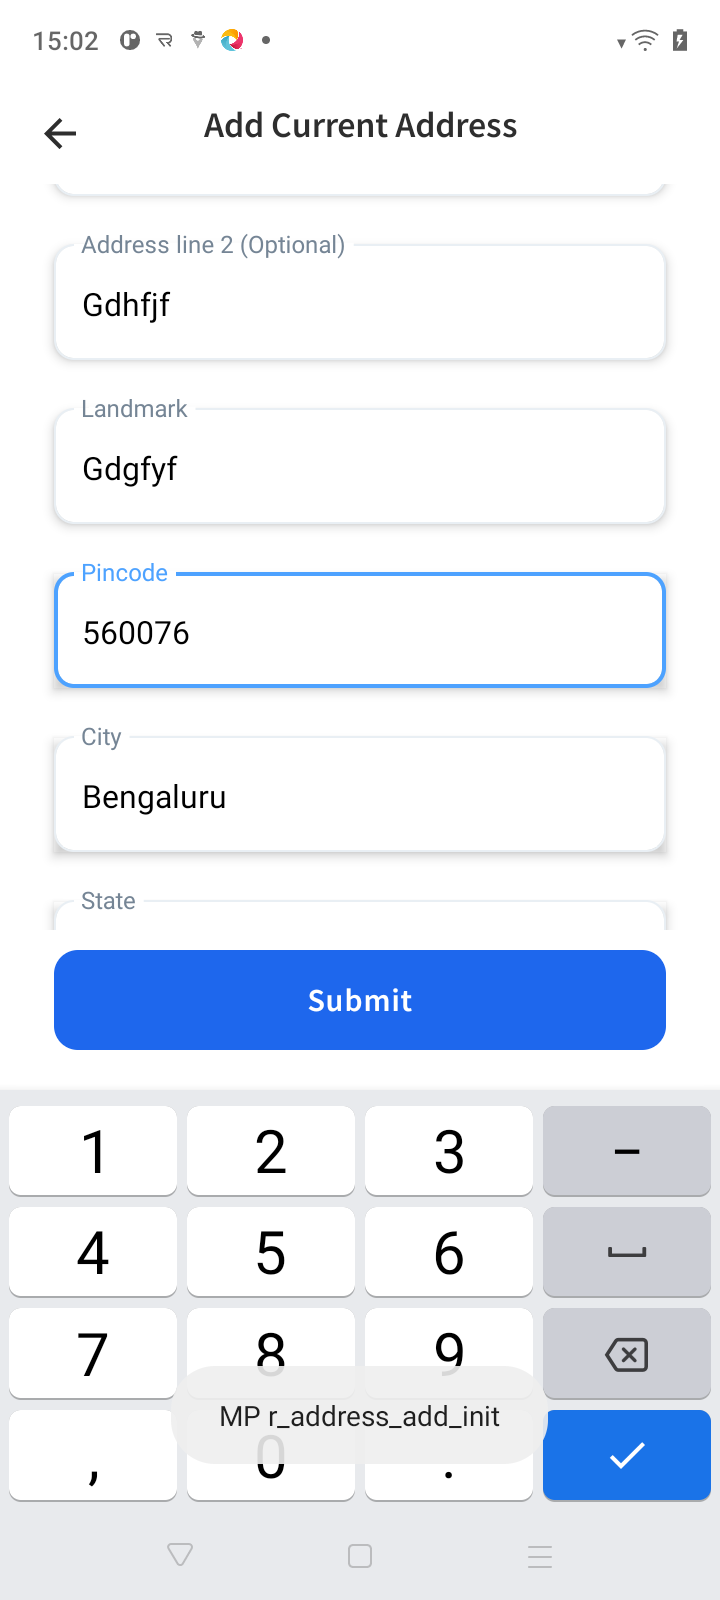 15:02
Add Current Address
Address line 2 (Optional)
Gdhfjf
Landmark
Gdgfyf
Pincode
560076
City
Bengaluru
State
Submit
1 2 3 –
4 5 6
7 8 9
MP r_address_add_init
, 0 .